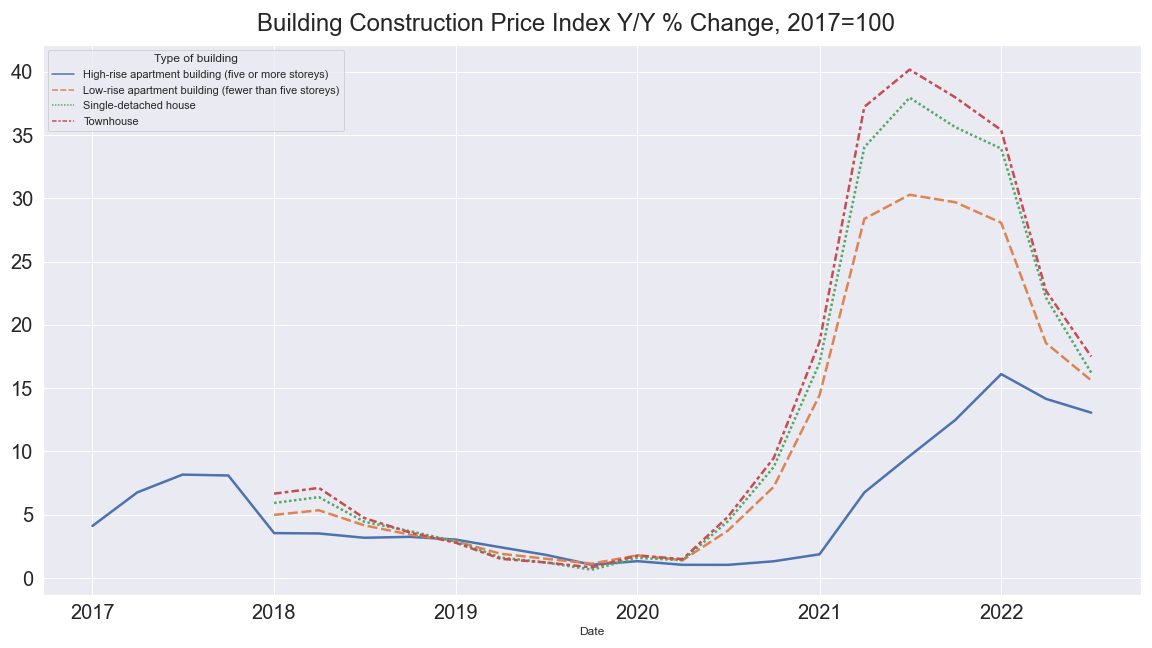 Building Construction Price Index Y/Y % Change, 2017=100
Type of building
High-rise apartment building (five or more storeys)
Low-rise apartment building (fewer than five storeys)
Single-detached house
Townhouse
40
35
30
25
20
15
10
5
0
2017 2018 2019 2020 2021 2022
Date